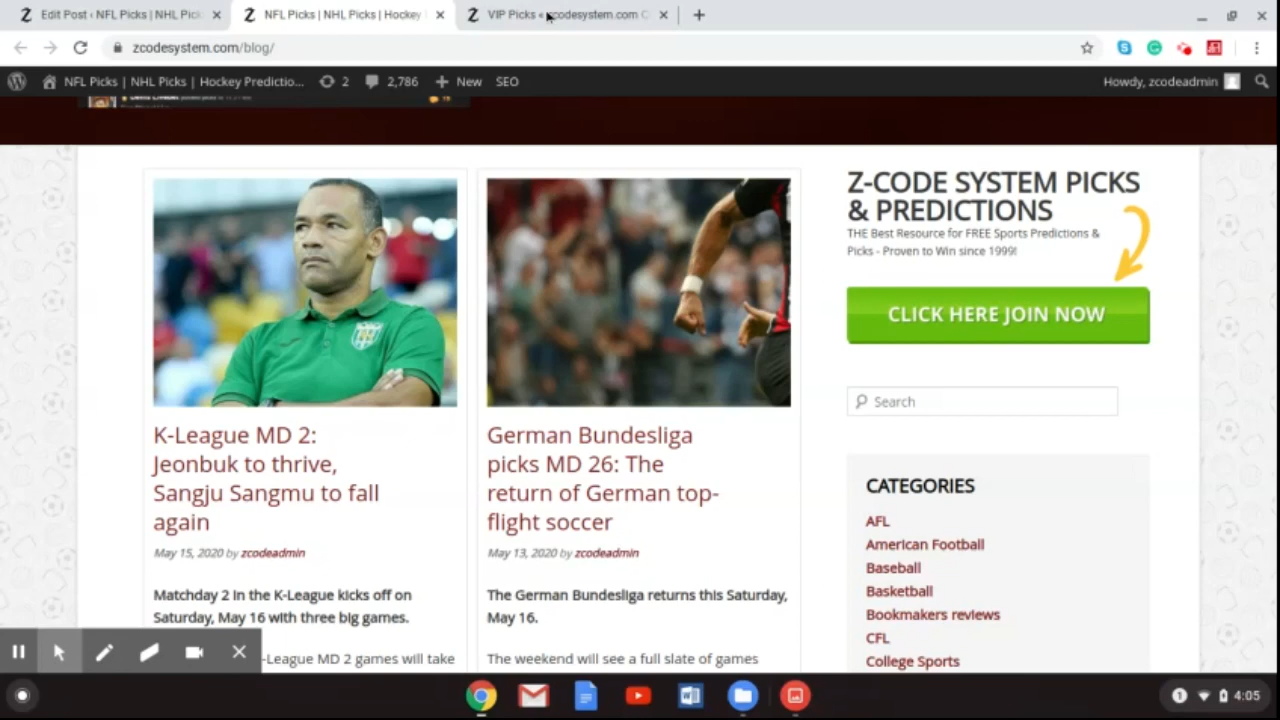 Edit Post ‹ NFL Picks | NHL Pick
NFL Picks | NHL Picks | Hockey
VIP Picks « zcodesystem.com
zcodesystem.com/blog/
NFL Picks | NHL Picks | Hockey Predictio...
2
2,786
New
SEO
Howdy, zcodeadmin
Z-CODE SYSTEM PICKS
& PREDICTIONS
THE Best Resource for FREE Sports Predictions &
Picks - Proven to Win since 1999!
CLICK HERE JOIN NOW
Search
K-League MD 2:
Jeonbuk to thrive,
Sangju Sangmu to fall
again
May 15, 2020 by zcodeadmin
Matchday 2 in the K-League kicks off on
Saturday, May 16 with three big games.
-League MD 2 games will take
German Bundesliga
picks MD 26: The
return of German top-
flight soccer
May 13, 2020 by zcodeadmin
The German Bundesliga returns this Saturday,
May 16.
The weekend will see a full slate of games
CATEGORIES
AFL
American Football
Baseball
Basketball
Bookmakers reviews
CFL
College Sports
1
4:05